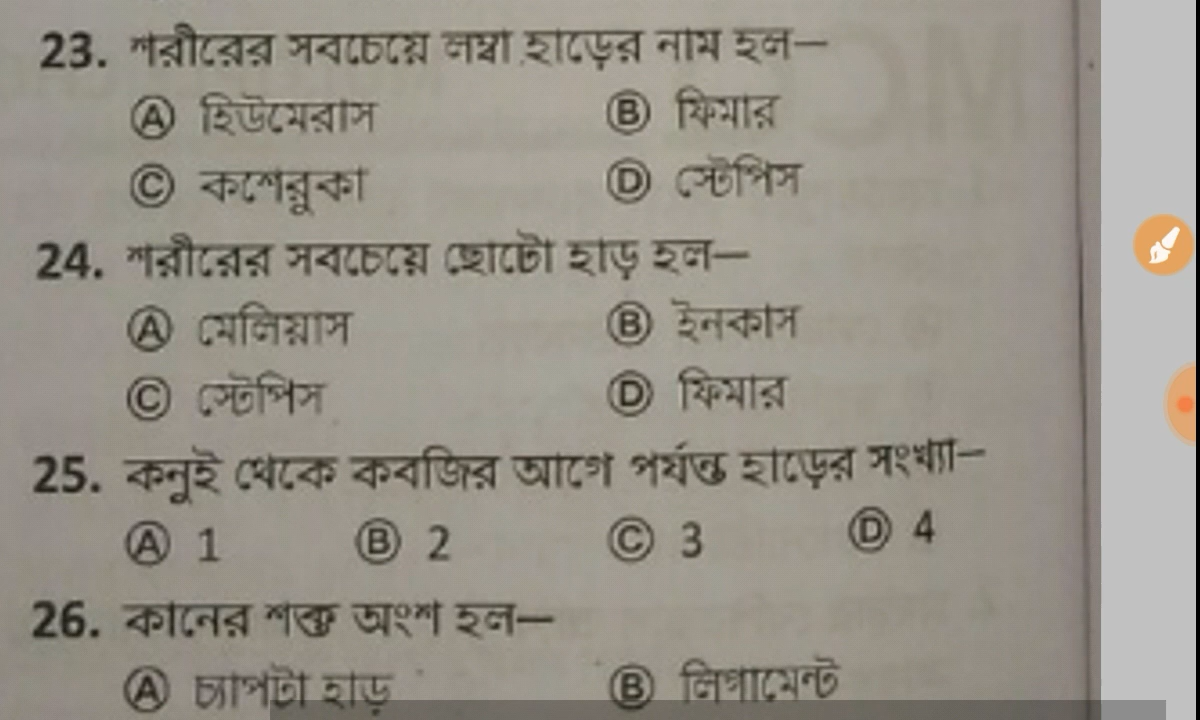 23. শরীরের সবচেয়ে লম্বা হাড়ের নাম হল—
Ⓐ হিউমেরাস Ⓑ ফিমার
Ⓒ কশেরুকা Ⓓ স্টেপিস
24. শরীরের সবচেয়ে ছোটো হাড় হল—
Ⓐ মেলিয়াস Ⓑ ইনকাস
Ⓒ স্টেপিস Ⓓ ফিমার
25. কনুই থেকে কবজির আগে পর্যন্ত হাড়ের সংখ্যা—
Ⓐ 1 Ⓑ 2 Ⓒ 3 Ⓓ 4
26. কানের শক্ত অংশ হল—
Ⓐ চ্যাপটা হাড় Ⓑ লিগামেন্ট